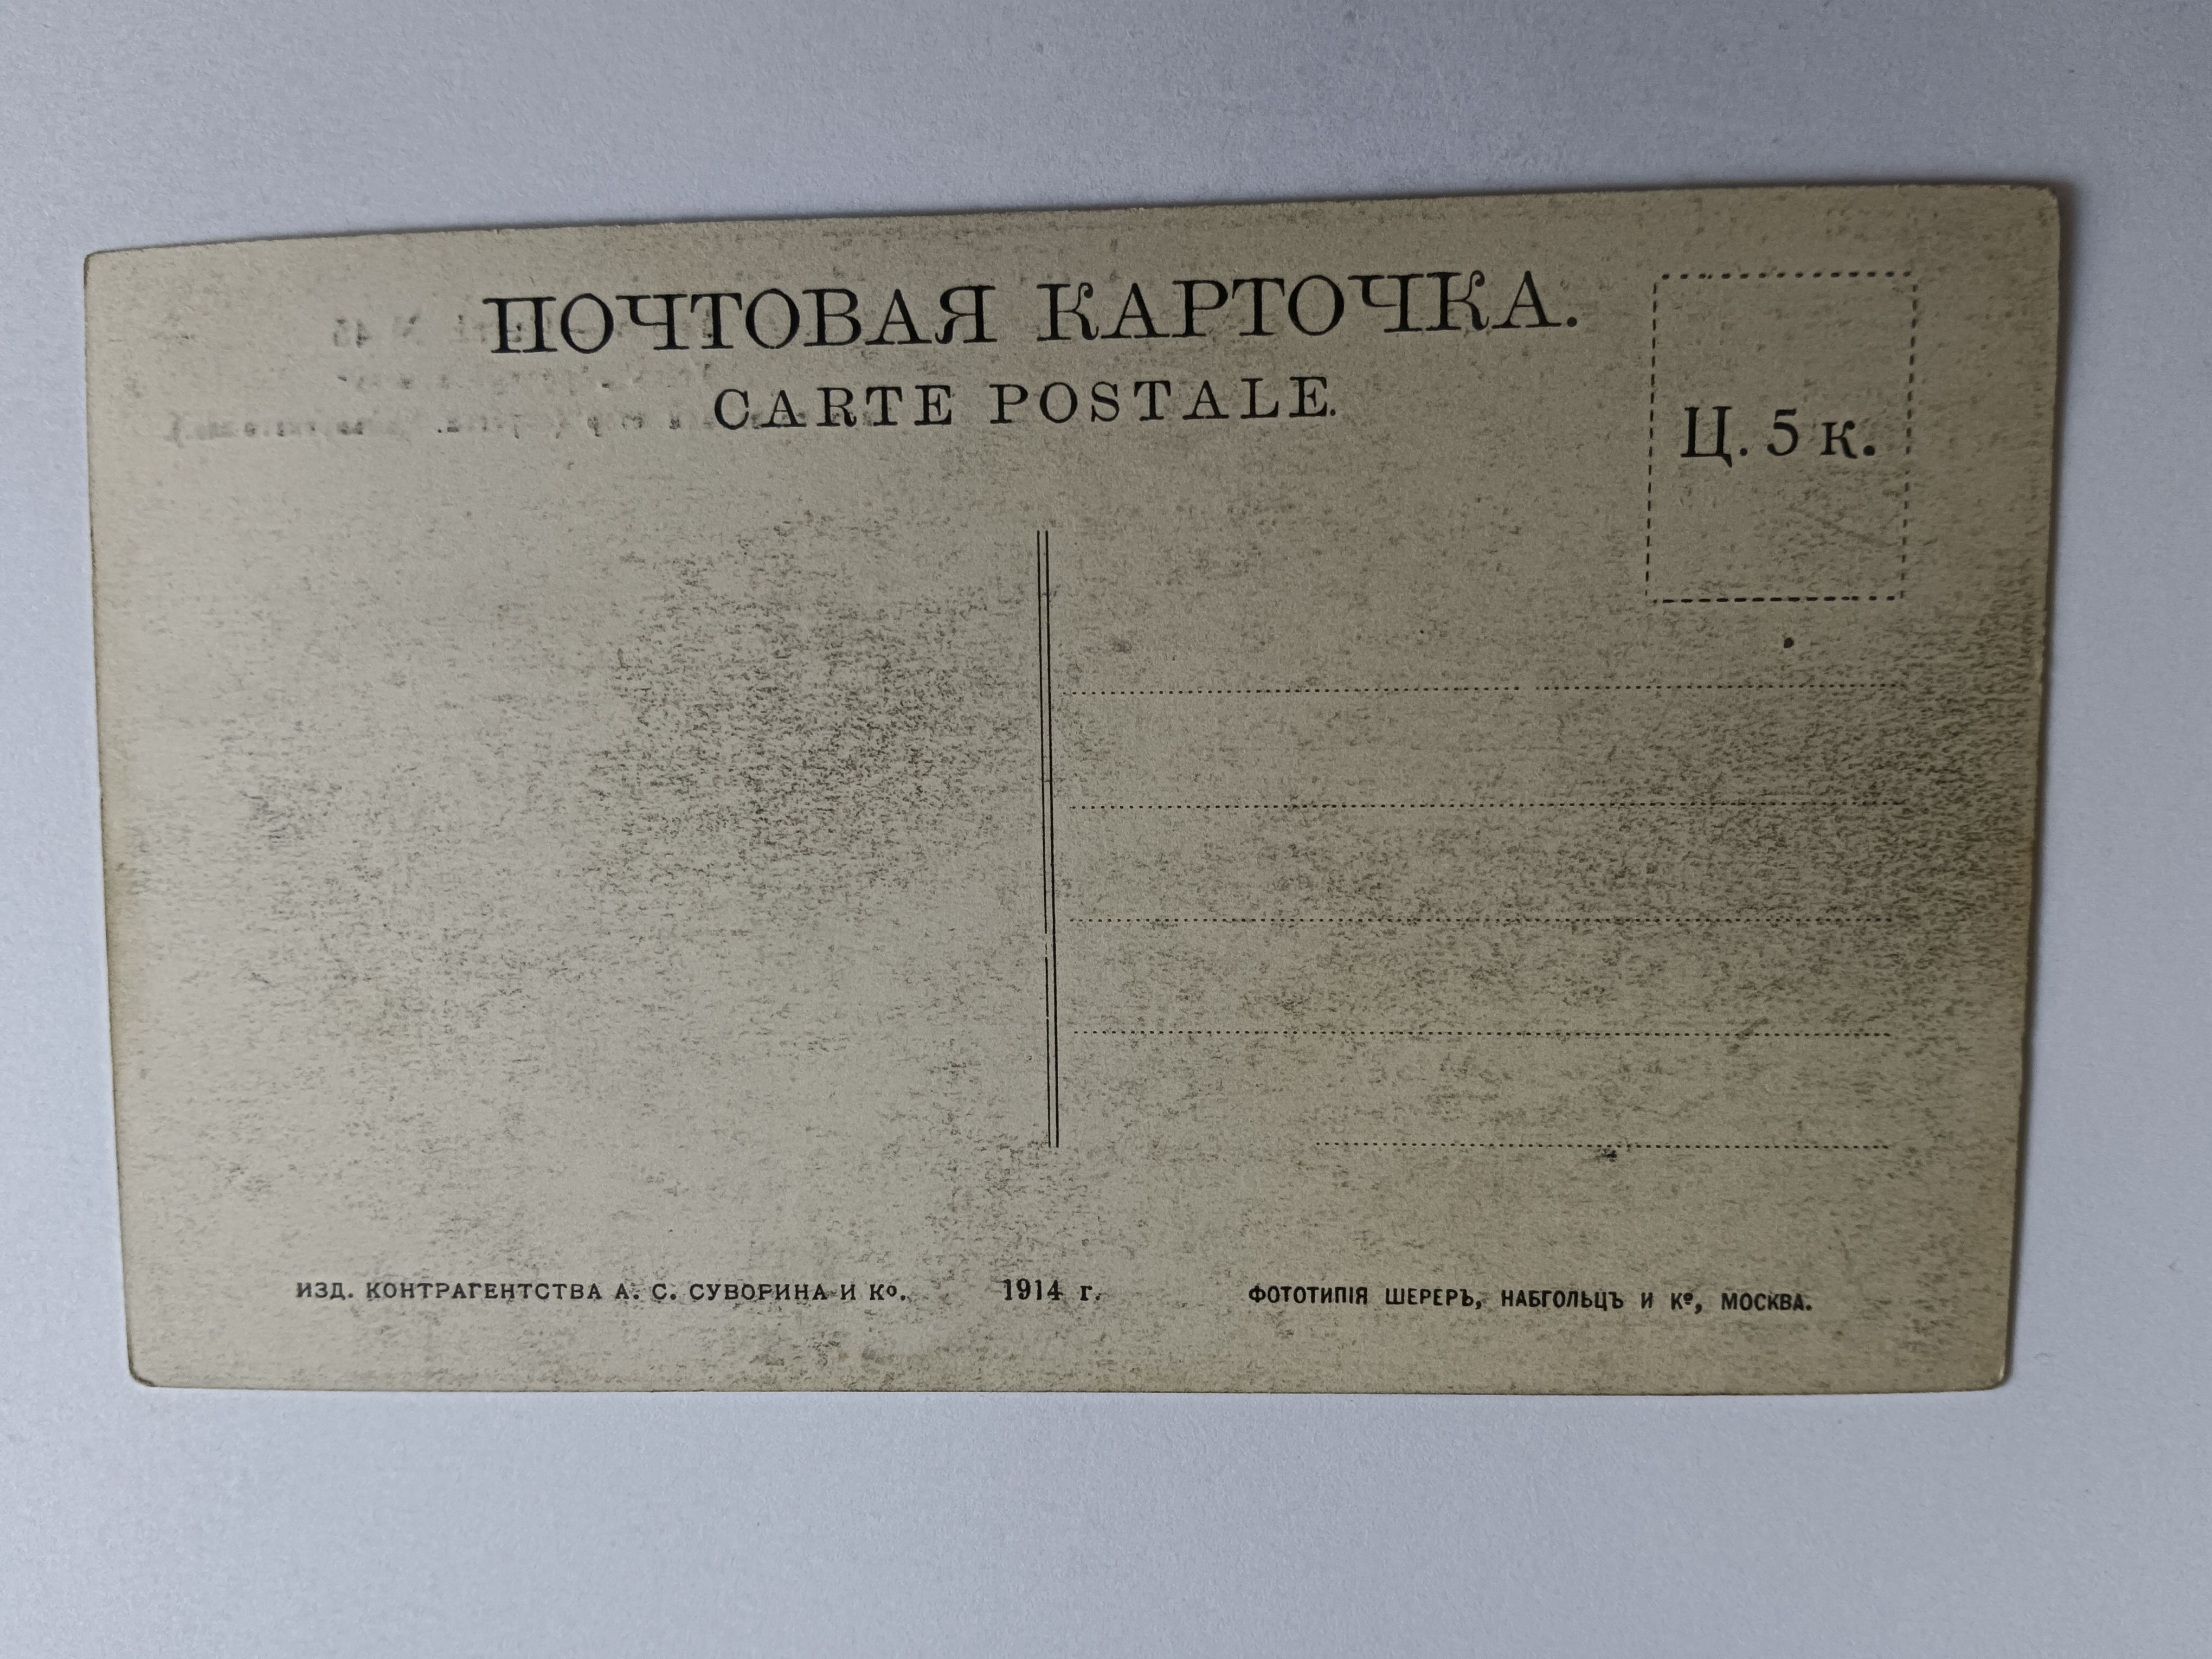 ПОЧТОВАЯ КАРТОЧКА.
CARTE POSTALE.
Ц. 5 к.
ИЗД. КОНТРАГЕНТСТВА А. С. СУВОРИНА И Ко. 1914 г. ФОТОТИПІЯ ШЕРЕРЪ, НАБГОЛЬЦЪ И Ко, МОСКВА.